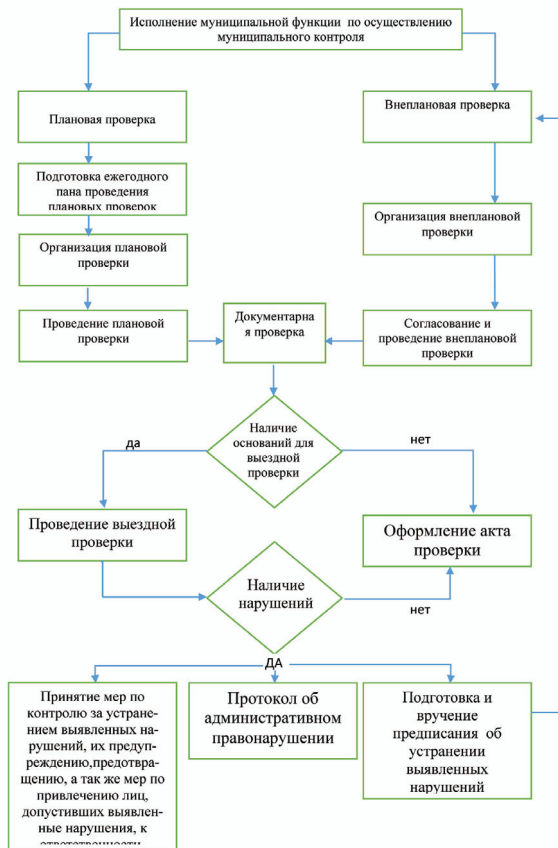 Исполнение муниципальной функции по осуществлению
муниципального контроля
Плановая проверка
Внеплановая проверка
Подготовка ежегодного
пана проведения
плановых проверок
Организация плановой
проверки
Организация внеплановой
проверки
Проведение плановой
проверки
Документарна
я проверка
Согласование и
проведение внеплановой
проверки
Наличие
оснований для
выездной
проверки
да
нет
Проведение выездной
проверки
Оформление акта
проверки
Наличие
нарушений
нет
ДА
Принятие мер по
контролю за устране-
нием выявленных на-
рушений, их предуп-
реждению,предотвра-
щению, а так же мер по
привлечению лиц,
допустивших выявлен-
ные нарушения, к
ответственности
Протокол об
административном
правонарушении
Подготовка и
вручение
предписания об
устранении
выявленных
нарушений